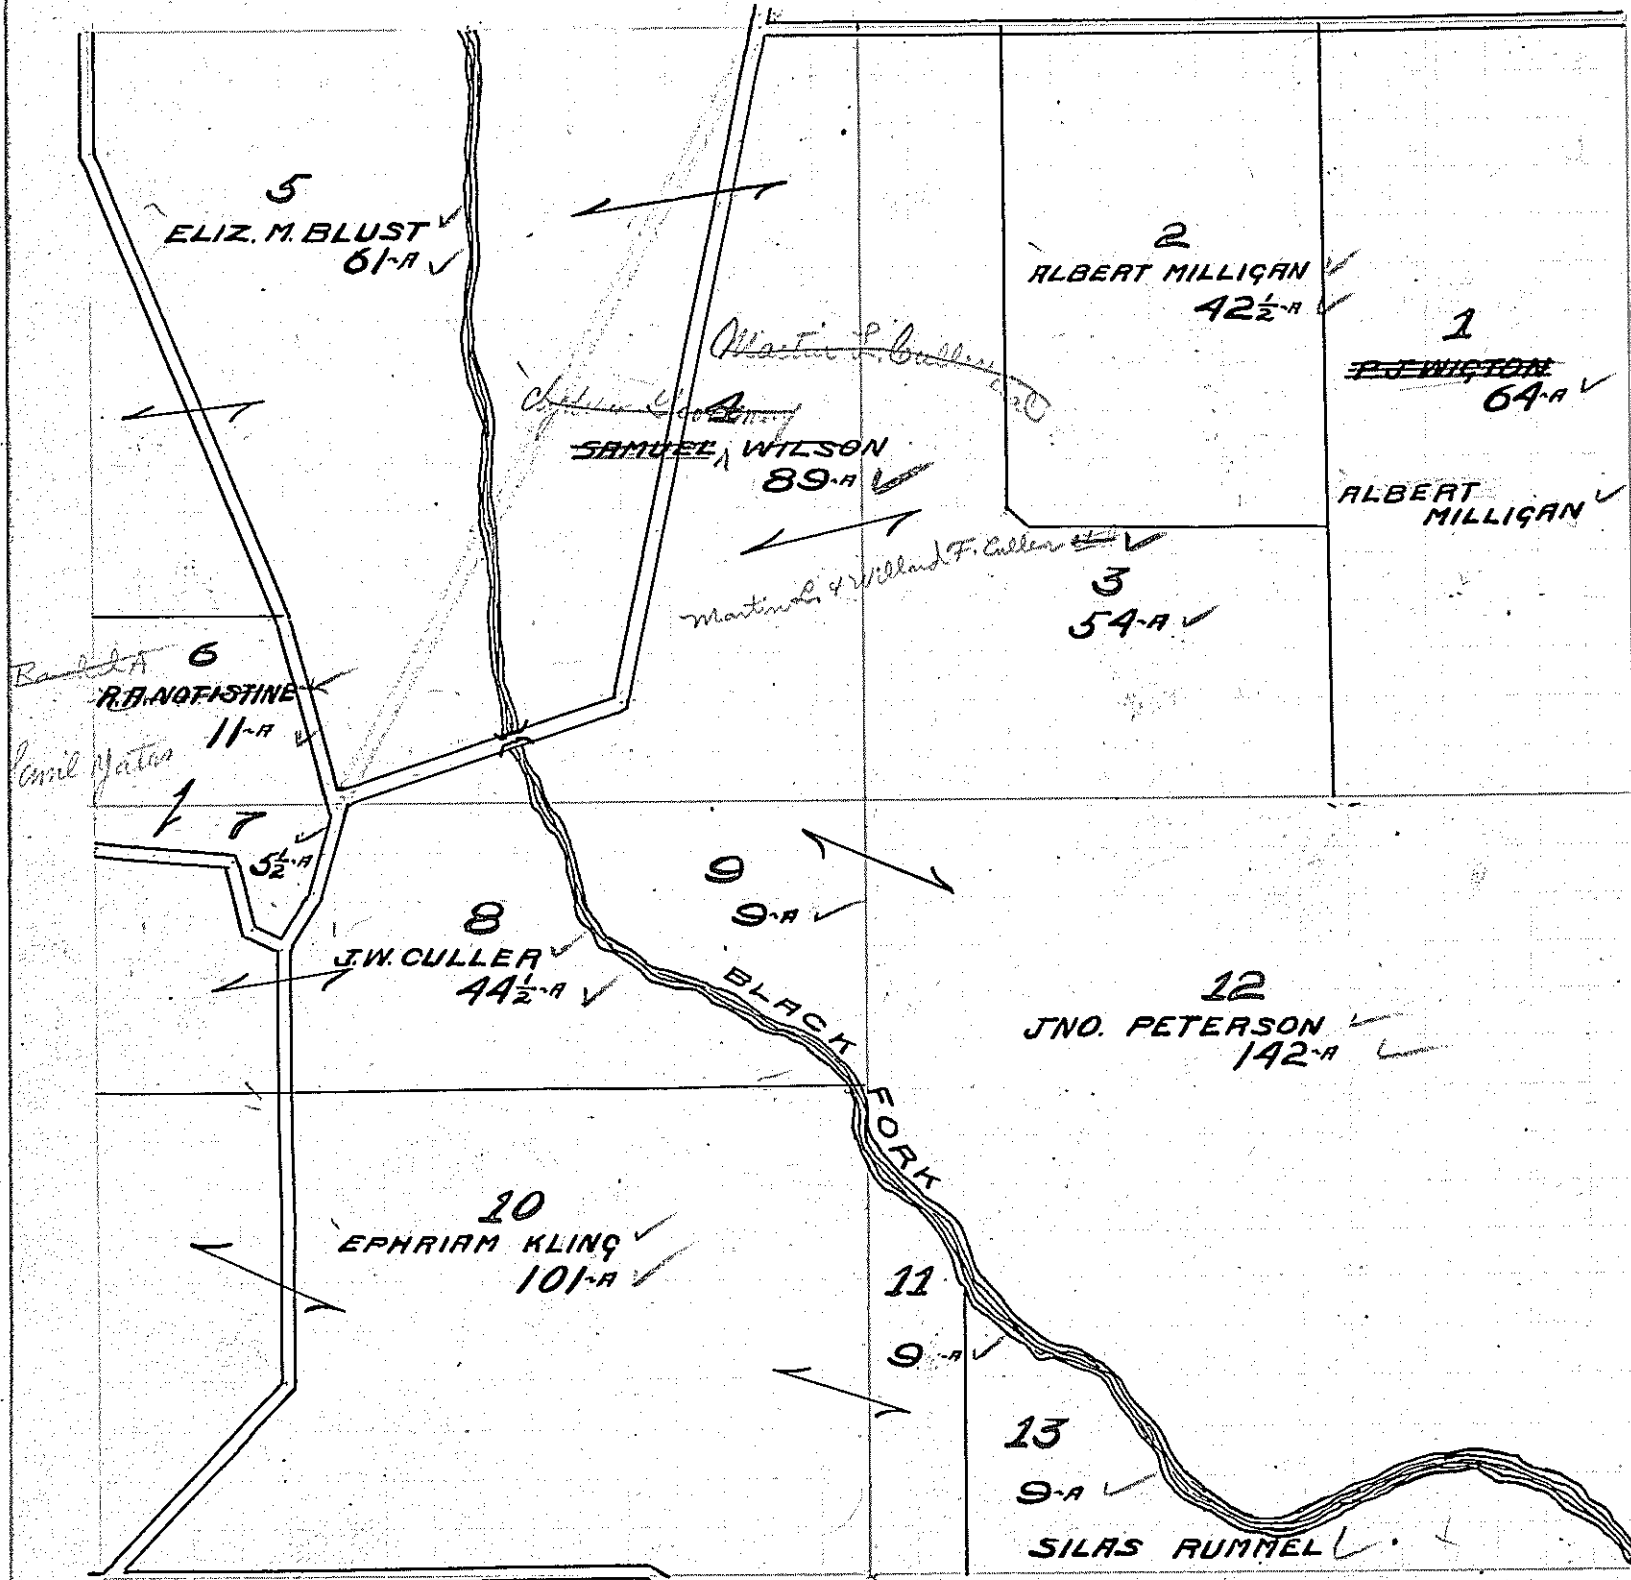 5
ELIZ. M. BLUST
61-A
2
ALBERT MILLIGAN
42½-A
1
P.J. WIGTON
64-A
ALBERT
MILLIGAN
Martin L. Culler
4
SAMUEL WILSON
89-A
Martin L. & Willard F. Culler
3
54-A
6
R.A. NOFISTINE
11-A
Yates
7
5½-A
8
J.W. CULLER
44½-A
9
9-A
BLACK FORK
12
JNO. PETERSON
142-A
10
EPHRIAM KLING
101-A
11
9-A
13
9-A
SILAS RUMMEL